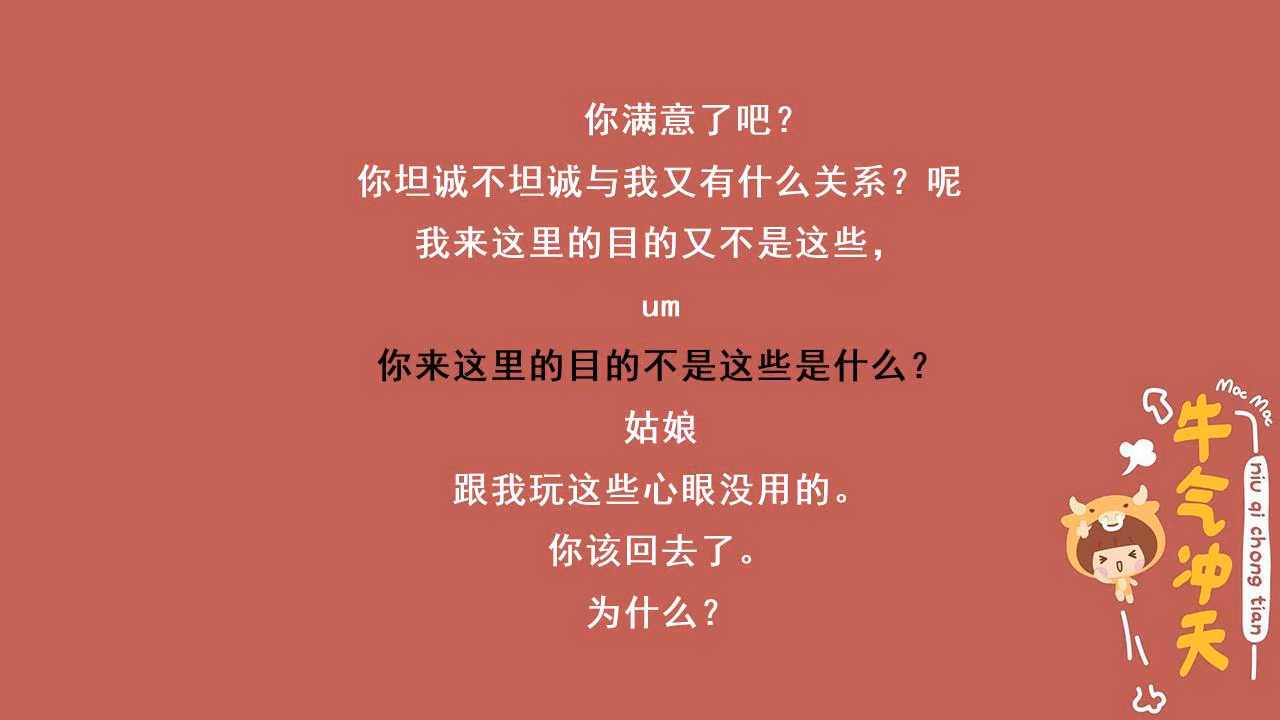 你满意了吧？
你坦诚不坦诚与我又有什么关系？呢
我来这里的目的又不是这些，
um
你来这里的目的不是这些是什么？
姑娘
跟我玩这些心眼没用的。
你该回去了。
为什么？
Moc Moc
牛气冲天
niu qi chong tian